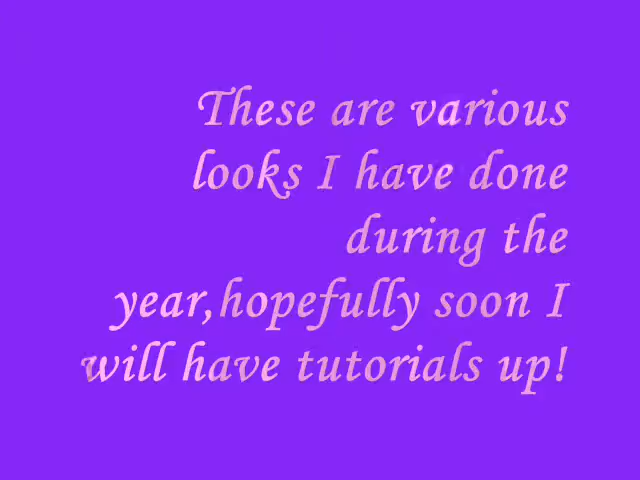 These are various
looks I have done
during the
year,hopefully soon I
will have tutorials up!